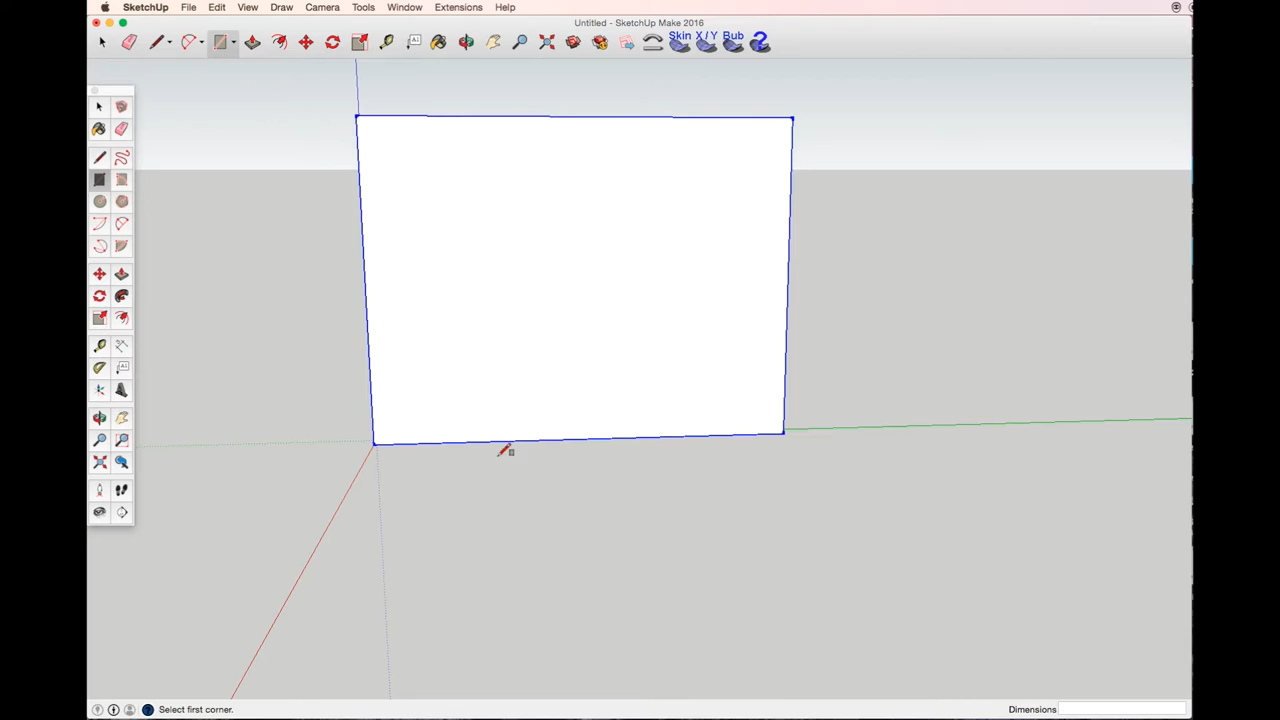 SketchUp File Edit View Draw Camera Tools Window Extensions Help
Untitled - SketchUp Make 2016
Skin X/Y Bub
Select first corner.
Dimensions